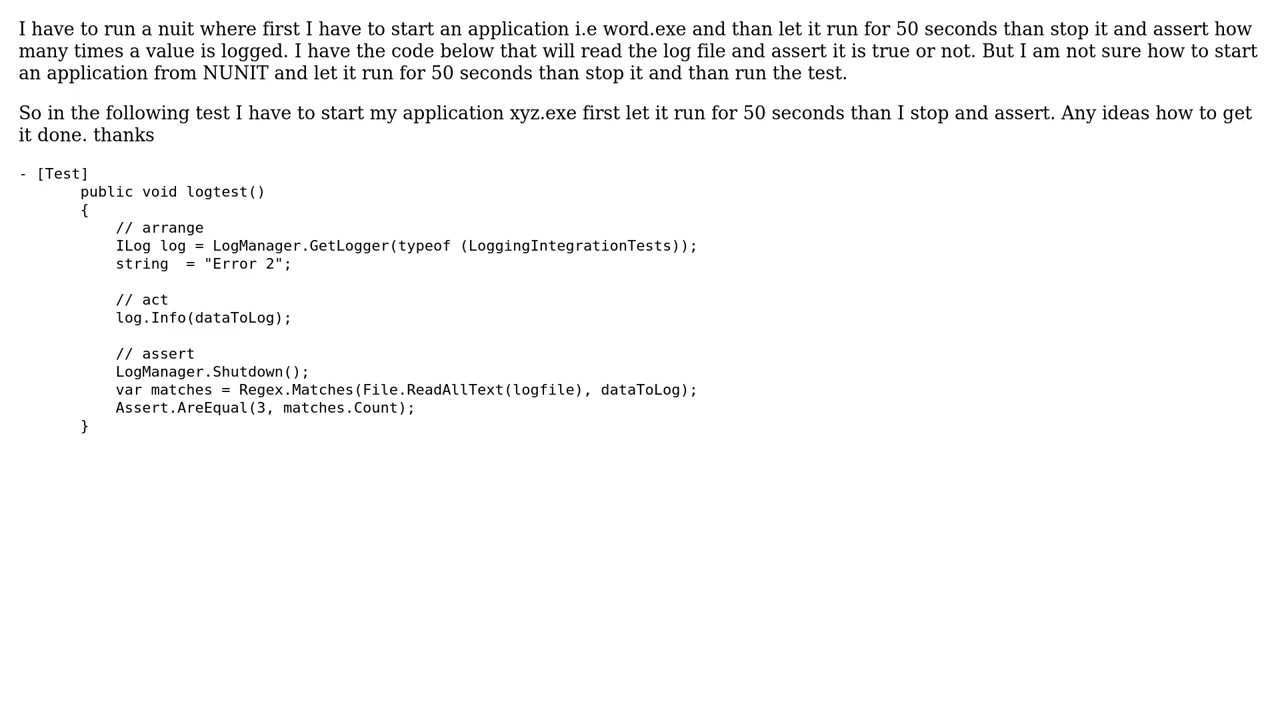 I have to run a nuit where first I have to start an application i.e word.exe and than let it run for 50 seconds than stop it and assert how
many times a value is logged. I have the code below that will read the log file and assert it is true or not. But I am not sure how to start
an application from NUNIT and let it run for 50 seconds than stop it and than run the test.
So in the following test I have to start my application xyz.exe first let it run for 50 seconds than I stop and assert. Any ideas how to get
it done. thanks
- [Test]
       public void logtest()
       {
           // arrange
           ILog log = LogManager.GetLogger(typeof (LoggingIntegrationTests));
           string  = "Error 2";
           // act
           log.Info(dataToLog);
           // assert
           LogManager.Shutdown();
           var matches = Regex.Matches(File.ReadAllText(logfile), dataToLog);
           Assert.AreEqual(3, matches.Count);
       }